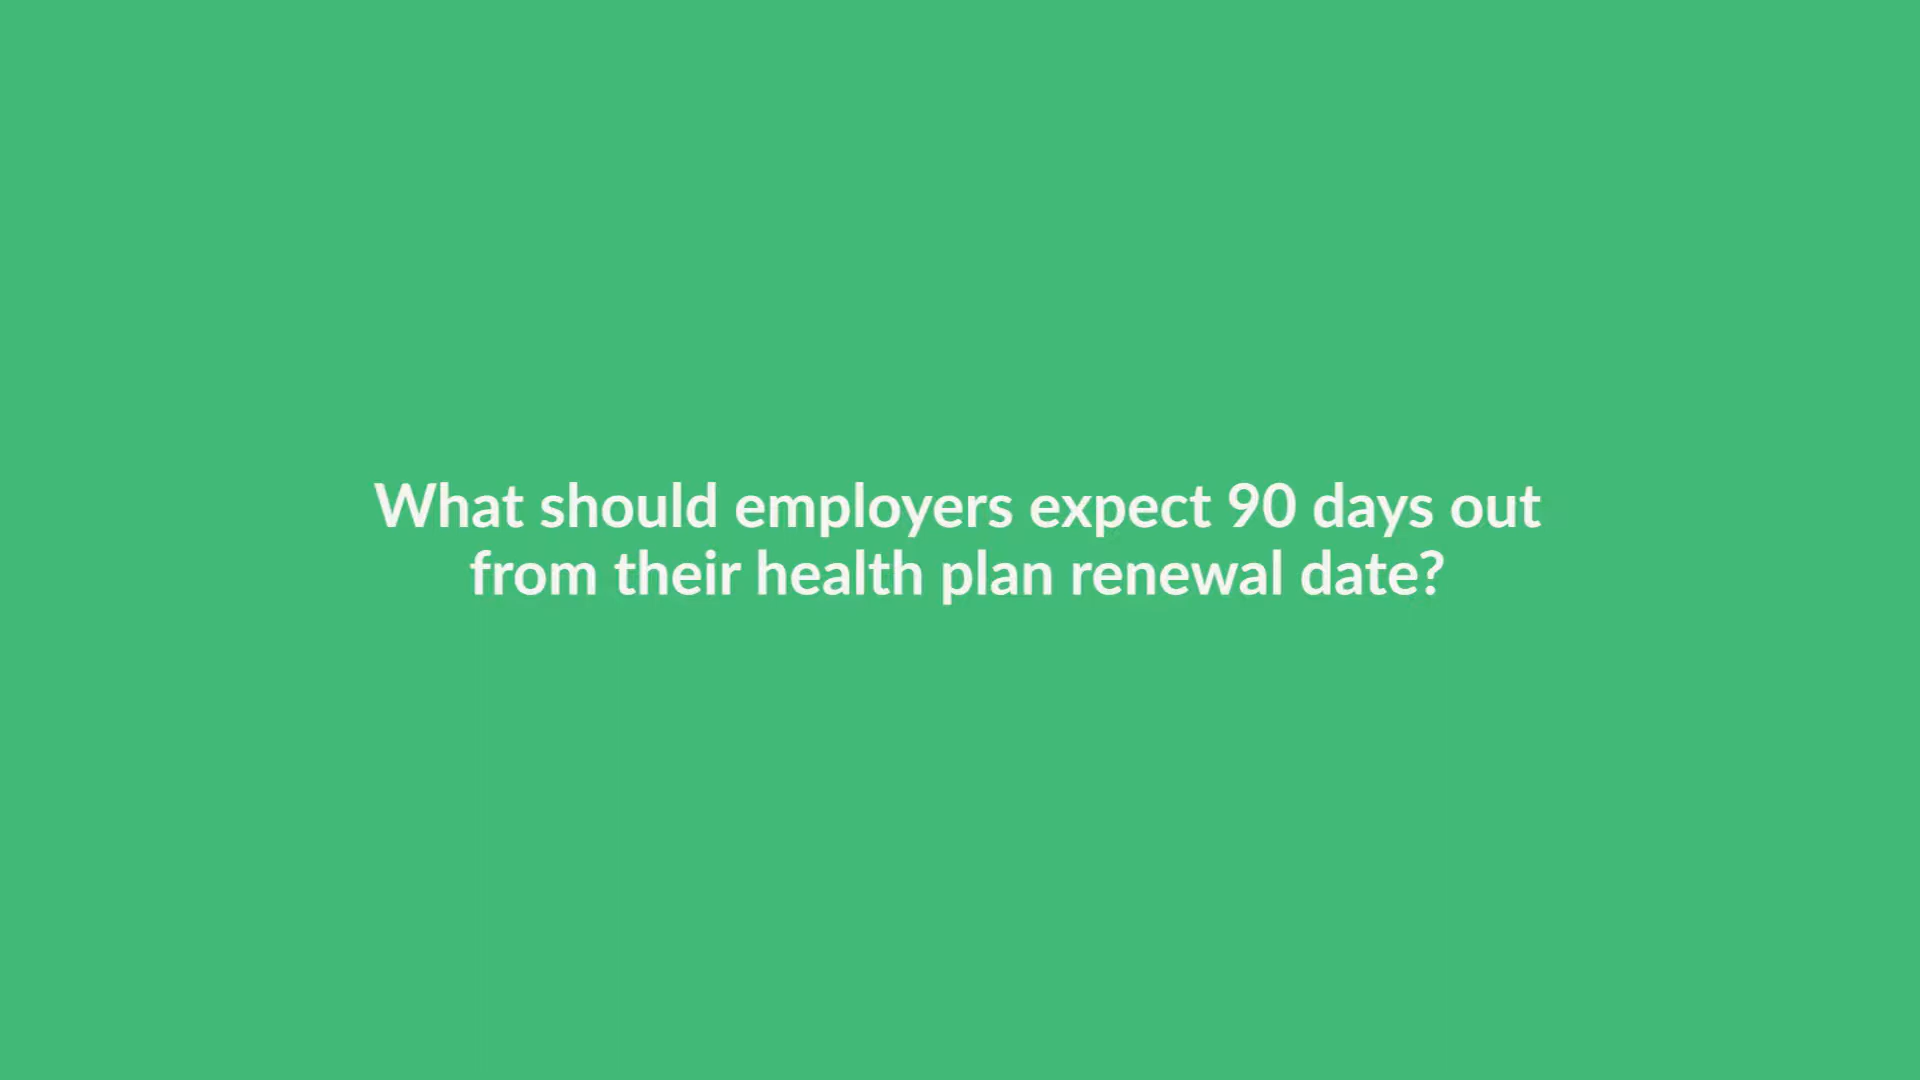 What should employers expect 90 days out
from their health plan renewal date?